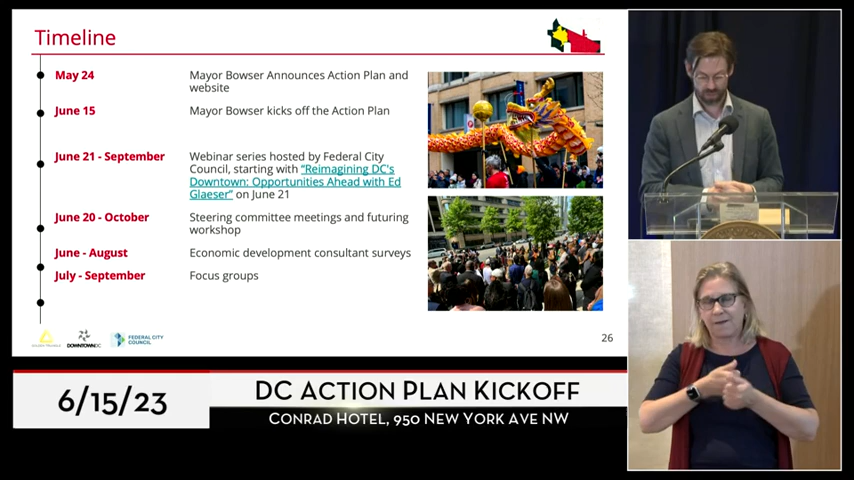 Timeline
May 24
Mayor Bowser Announces Action Plan and
website
June 15
Mayor Bowser kicks off the Action Plan
June 21 - September
Webinar series hosted by Federal City
Council, starting with "Reimagining DC's
Downtown: Opportunities Ahead with Ed
Glaeser" on June 21
June 20 - October
Steering committee meetings and futuring
workshop
June - August
Economic development consultant surveys
July - September
Focus groups
DOWNTOWNDC
FEDERAL CITY
COUNCIL
26
6/15/23
DC ACTION PLAN KICKOFF
CONRAD HOTEL, 950 NEW YORK AVE NW